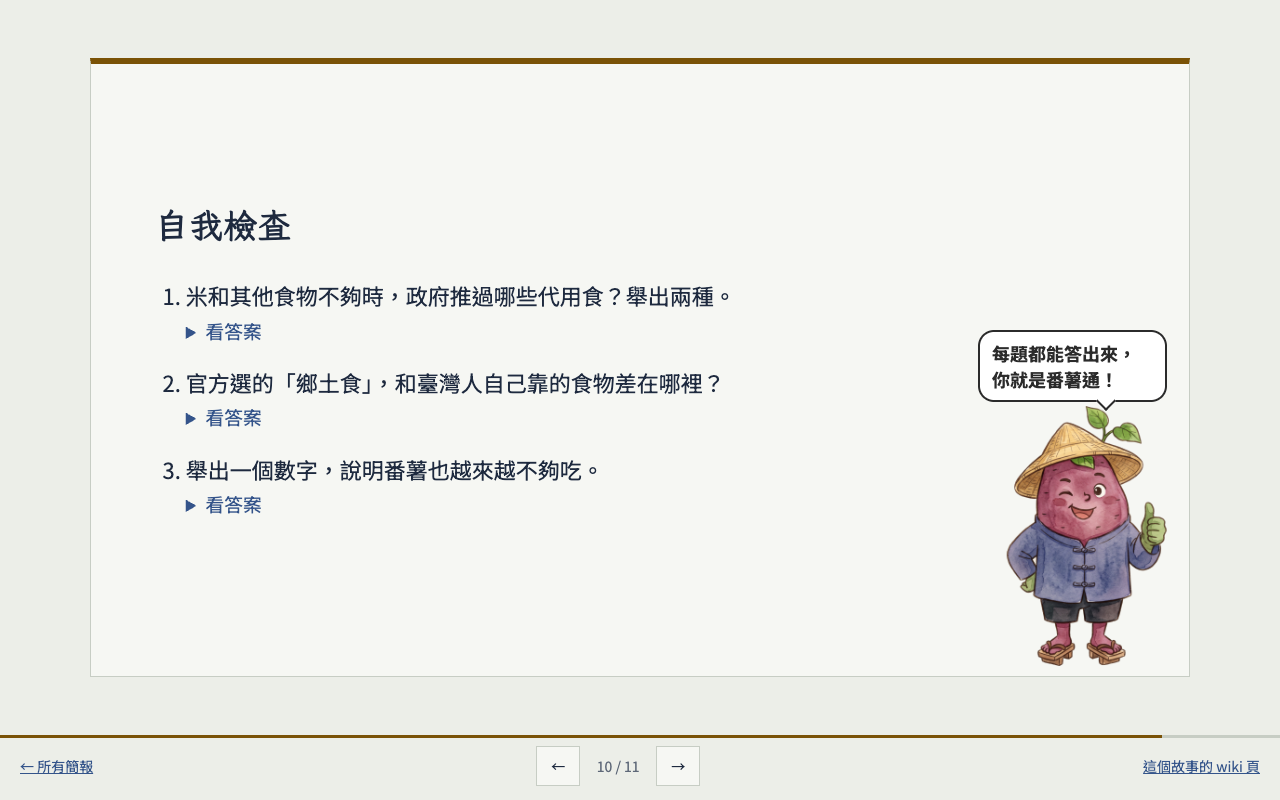 自我檢查
1. 米和其他食物不夠時，政府推過哪些代用食？舉出兩種。
▶ 看答案
2. 官方選的「鄉土食」，和臺灣人自己靠的食物差在哪裡？
▶ 看答案
3. 舉出一個數字，說明番薯也越來越不夠吃。
▶ 看答案
每題都能答出來，
你就是番薯通！
← 所有簡報
← 10 / 11 →
這個故事的 wiki 頁